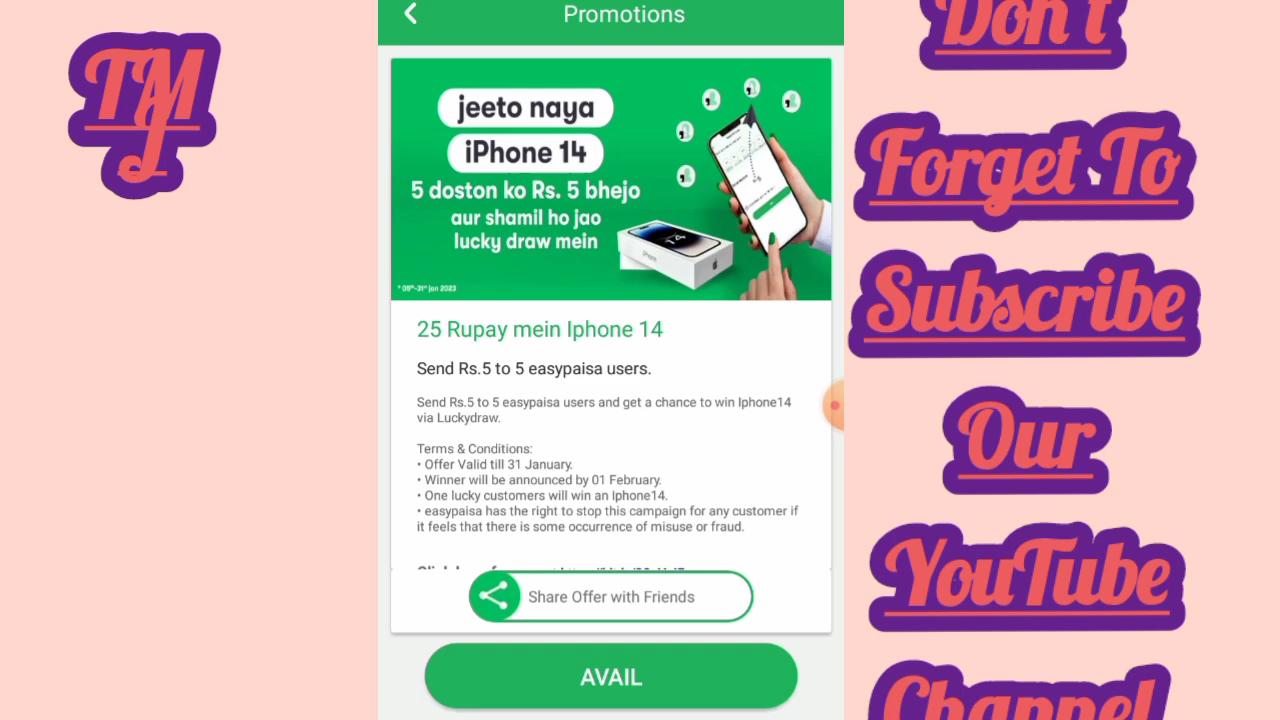 TMJ
Promotions
jeeto naya
iPhone 14
5 doston ko Rs. 5 bhejo
aur shamil ho jao
lucky draw mein
25 Rupay mein Iphone 14
Send Rs.5 to 5 easypaisa users.
Send Rs.5 to 5 easypaisa users and get a chance to win Iphone14
via Luckydraw.
Terms & Conditions:
• Offer Valid till 31 January.
• Winner will be announced by 01 February.
• One lucky customers will win an Iphone14.
• easypaisa has the right to stop this campaign for any customer if
it feels that there is some occurrence of misuse or fraud.
Share Offer with Friends
AVAIL
Don't
Forget To
Subscribe
Our
YouTube
Channel